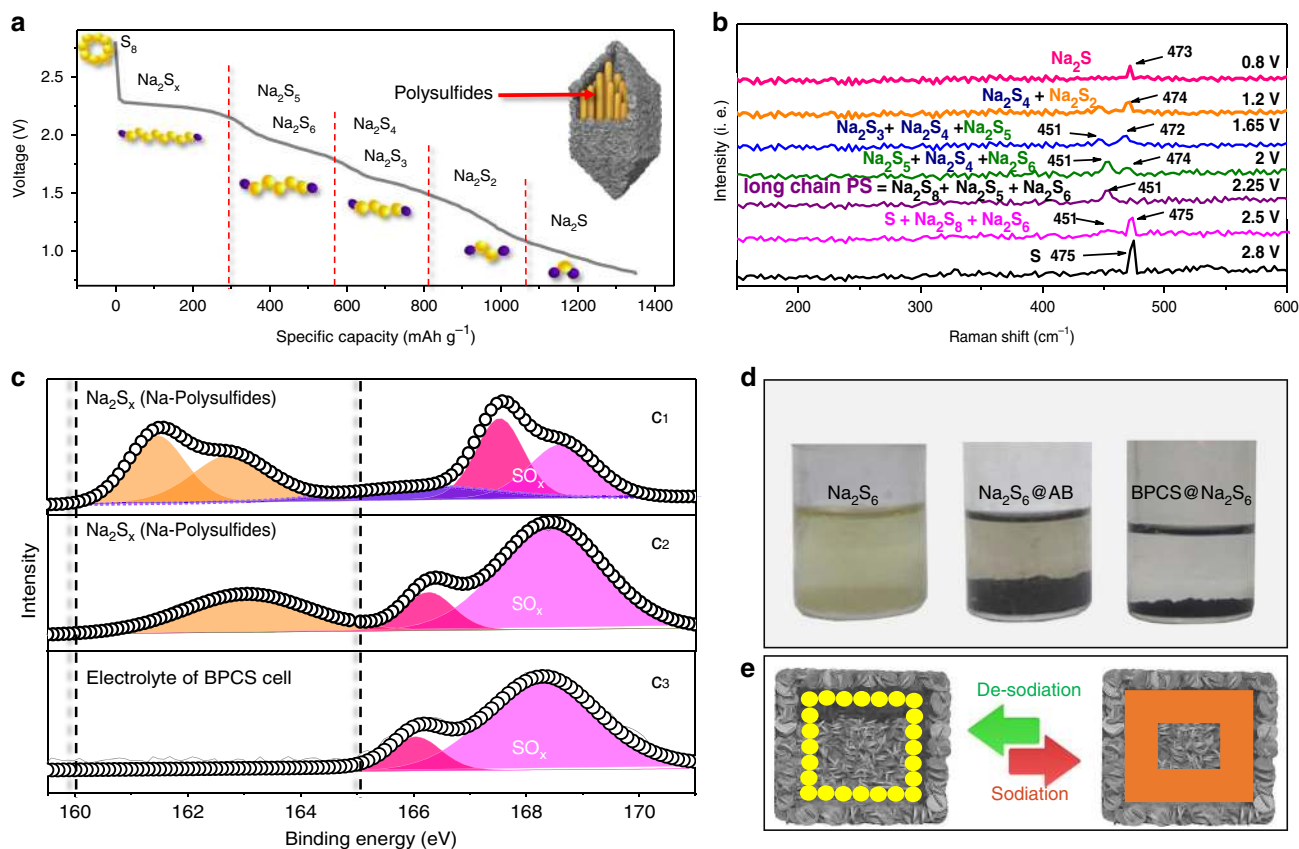 a
Voltage (V)
2.5
2.0
1.5
1.0
S₈
Na₂Sₓ
Na₂S₅
Na₂S₆
Na₂S₄
Na₂S₃
Na₂S₂
Na₂S
Polysulfides
0 200 400 600 800 1000 1200 1400
Specific capacity (mAh g⁻¹)
b
Intensity (i. e.)
Na₂S 473 0.8 V
Na₂S₄ + Na₂S₂ 474 1.2 V
Na₂S₃+ Na₂S₄ +Na₂S₅ 451 472 1.65 V
Na₂S₅+ Na₂S₄ +Na₂S₆ 451 474 2 V
long chain PS = Na₂S₈+ Na₂S₅ + Na₂S₆ 451 2.25 V
S + Na₂S₈ + Na₂S₆ 451 475 2.5 V
S 475 2.8 V
200 300 400 500 600
Raman shift (cm⁻¹)
c
Intensity
Na₂Sₓ (Na-Polysulfides) C₁
SOₓ
Na₂Sₓ (Na-Polysulfides) C₂
SOₓ
Electrolyte of BPCS cell C₃
SOₓ
160 162 164 166 168 170
Binding energy (eV)
d
Na₂S₆ Na₂S₆@AB BPCS@Na₂S₆
e
De-sodiation
Sodiation